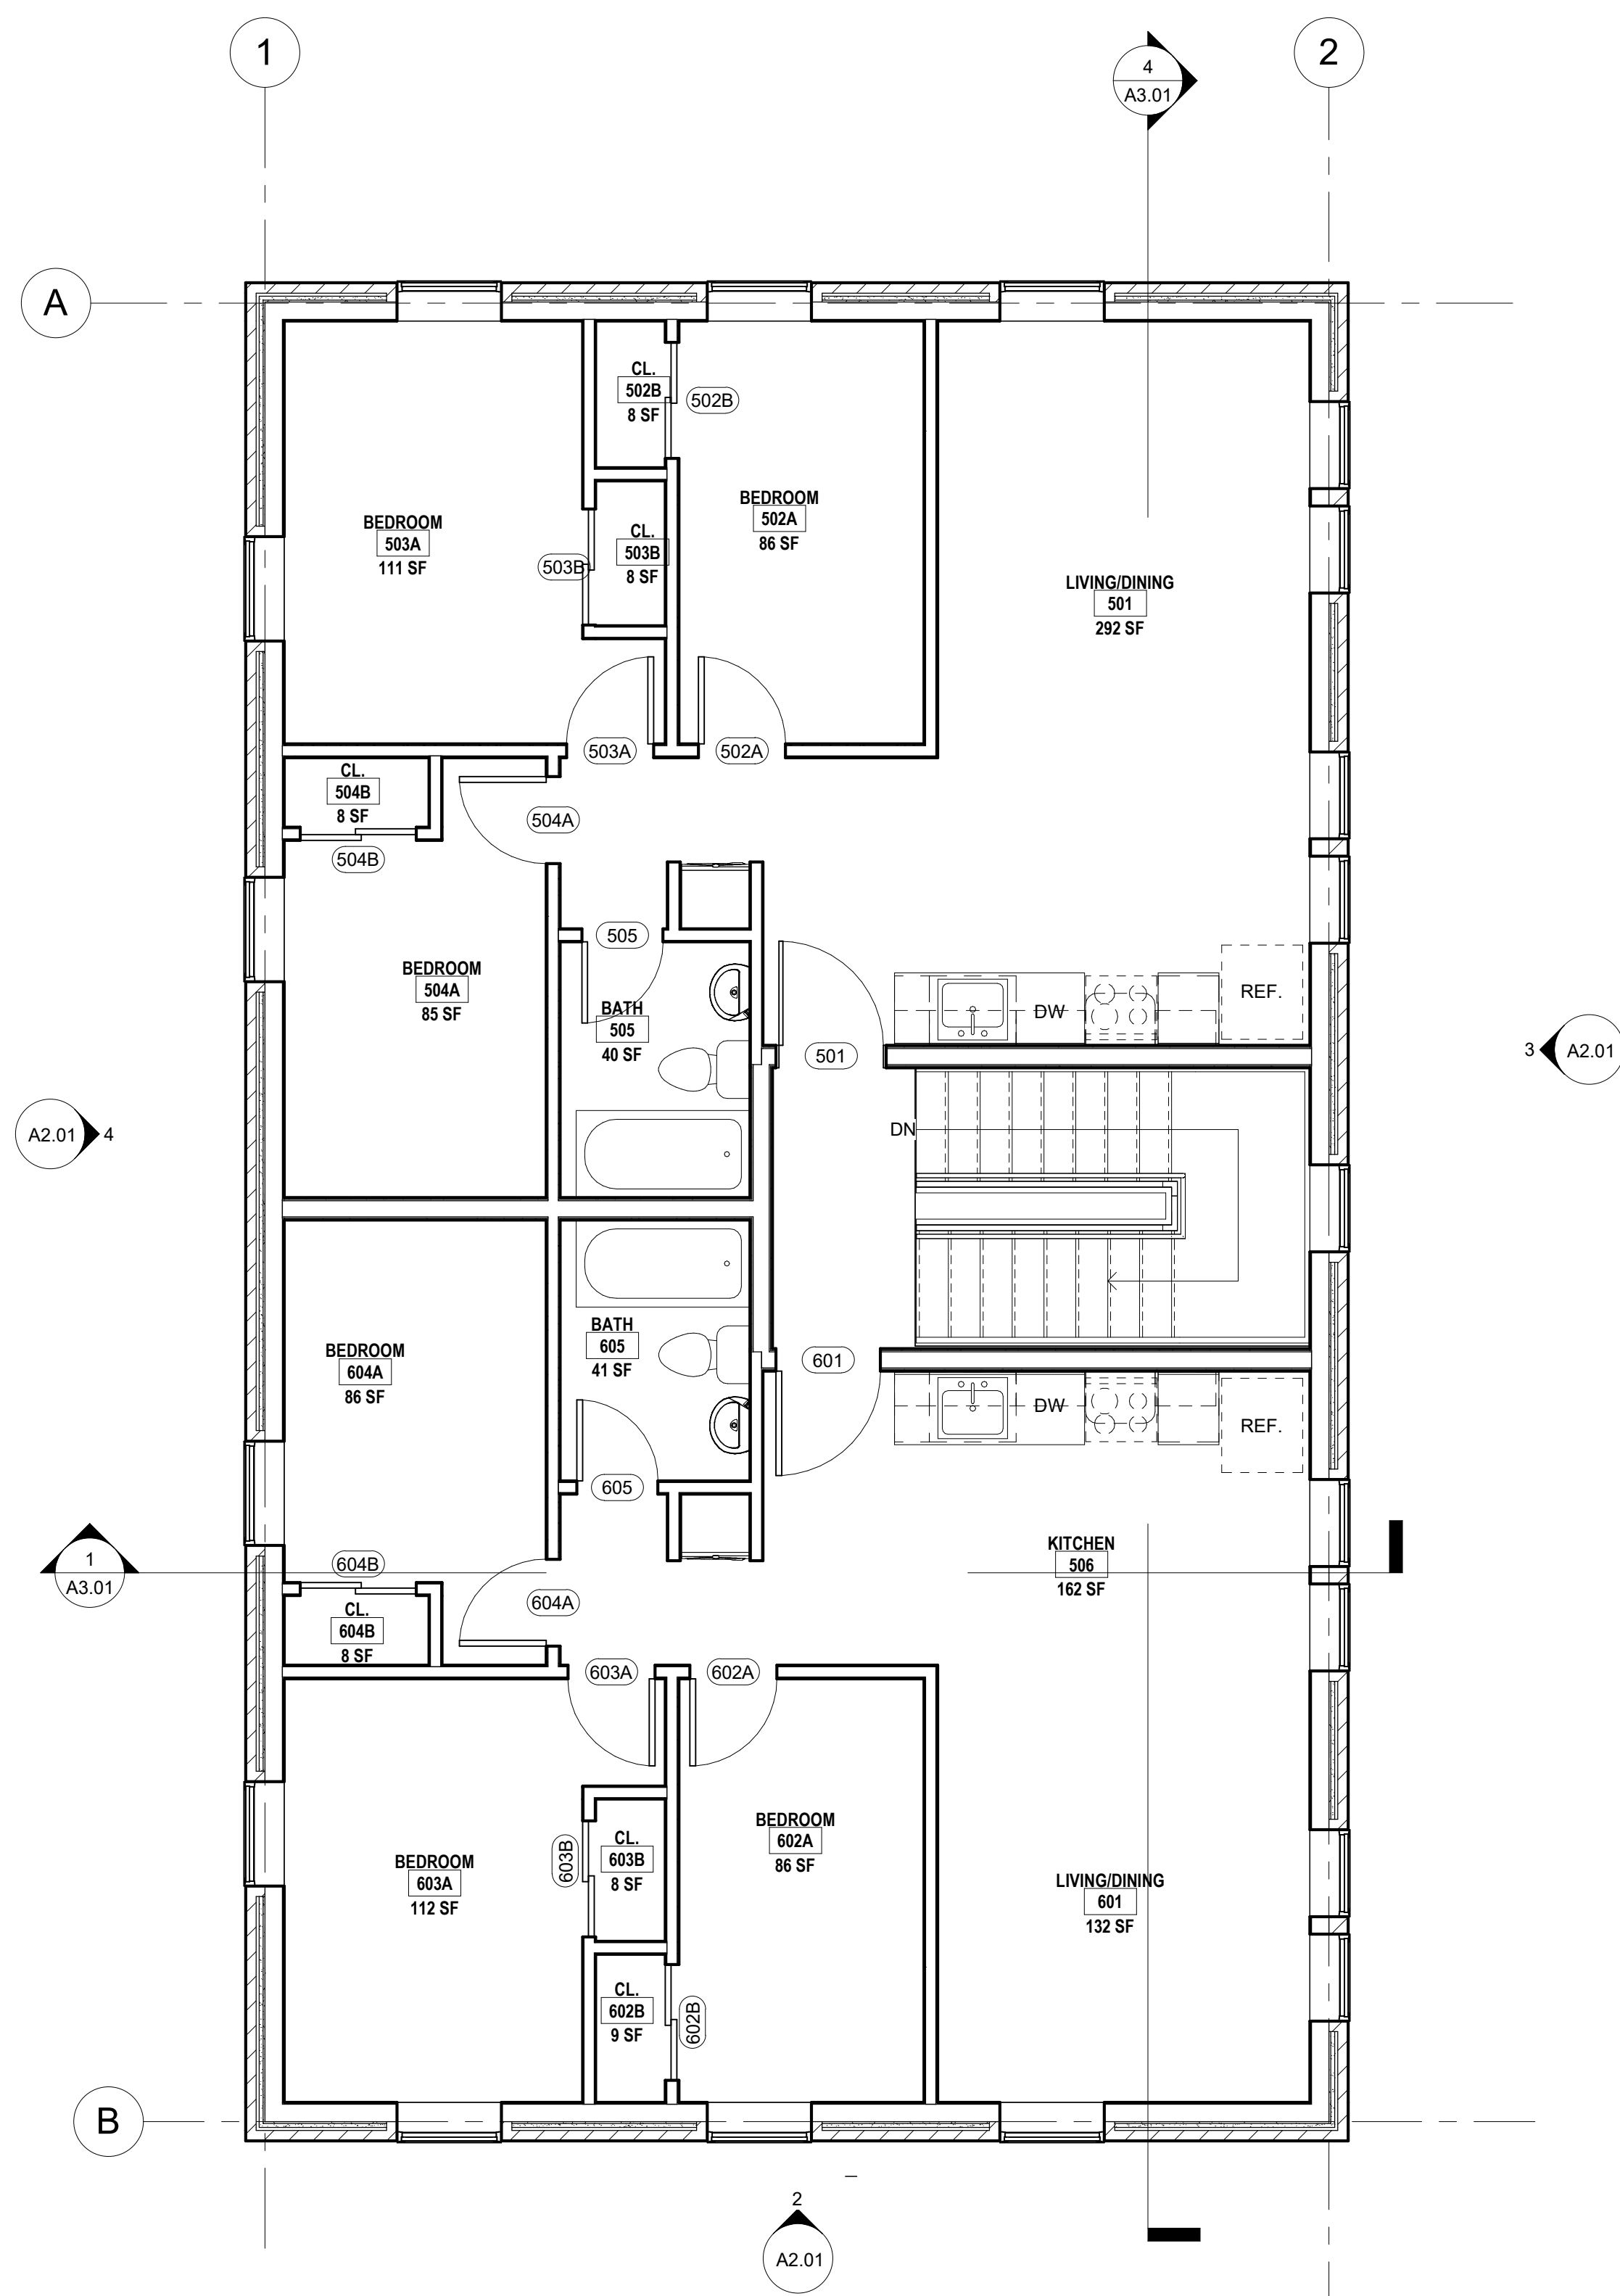 1
2
4
A3.01
A
CL.
502B
8 SF
502B
BEDROOM
502A
86 SF
BEDROOM
503A
111 SF
CL.
503B
8 SF
503B
LIVING/DINING
501
292 SF
503A
502A
CL.
504B
8 SF
504A
504B
505
BEDROOM
504A
85 SF
BATH
505
40 SF
DW
REF.
501
3
A2.01
A2.01
4
DN
BATH
605
41 SF
BEDROOM
604A
86 SF
601
DW
REF.
605
1
A3.01
604B
KITCHEN
506
162 SF
CL.
604B
8 SF
604A
603A
602A
BEDROOM
603A
112 SF
603B
CL.
603B
8 SF
BEDROOM
602A
86 SF
LIVING/DINING
601
132 SF
CL.
602B
9 SF
602B
B
2
A2.01